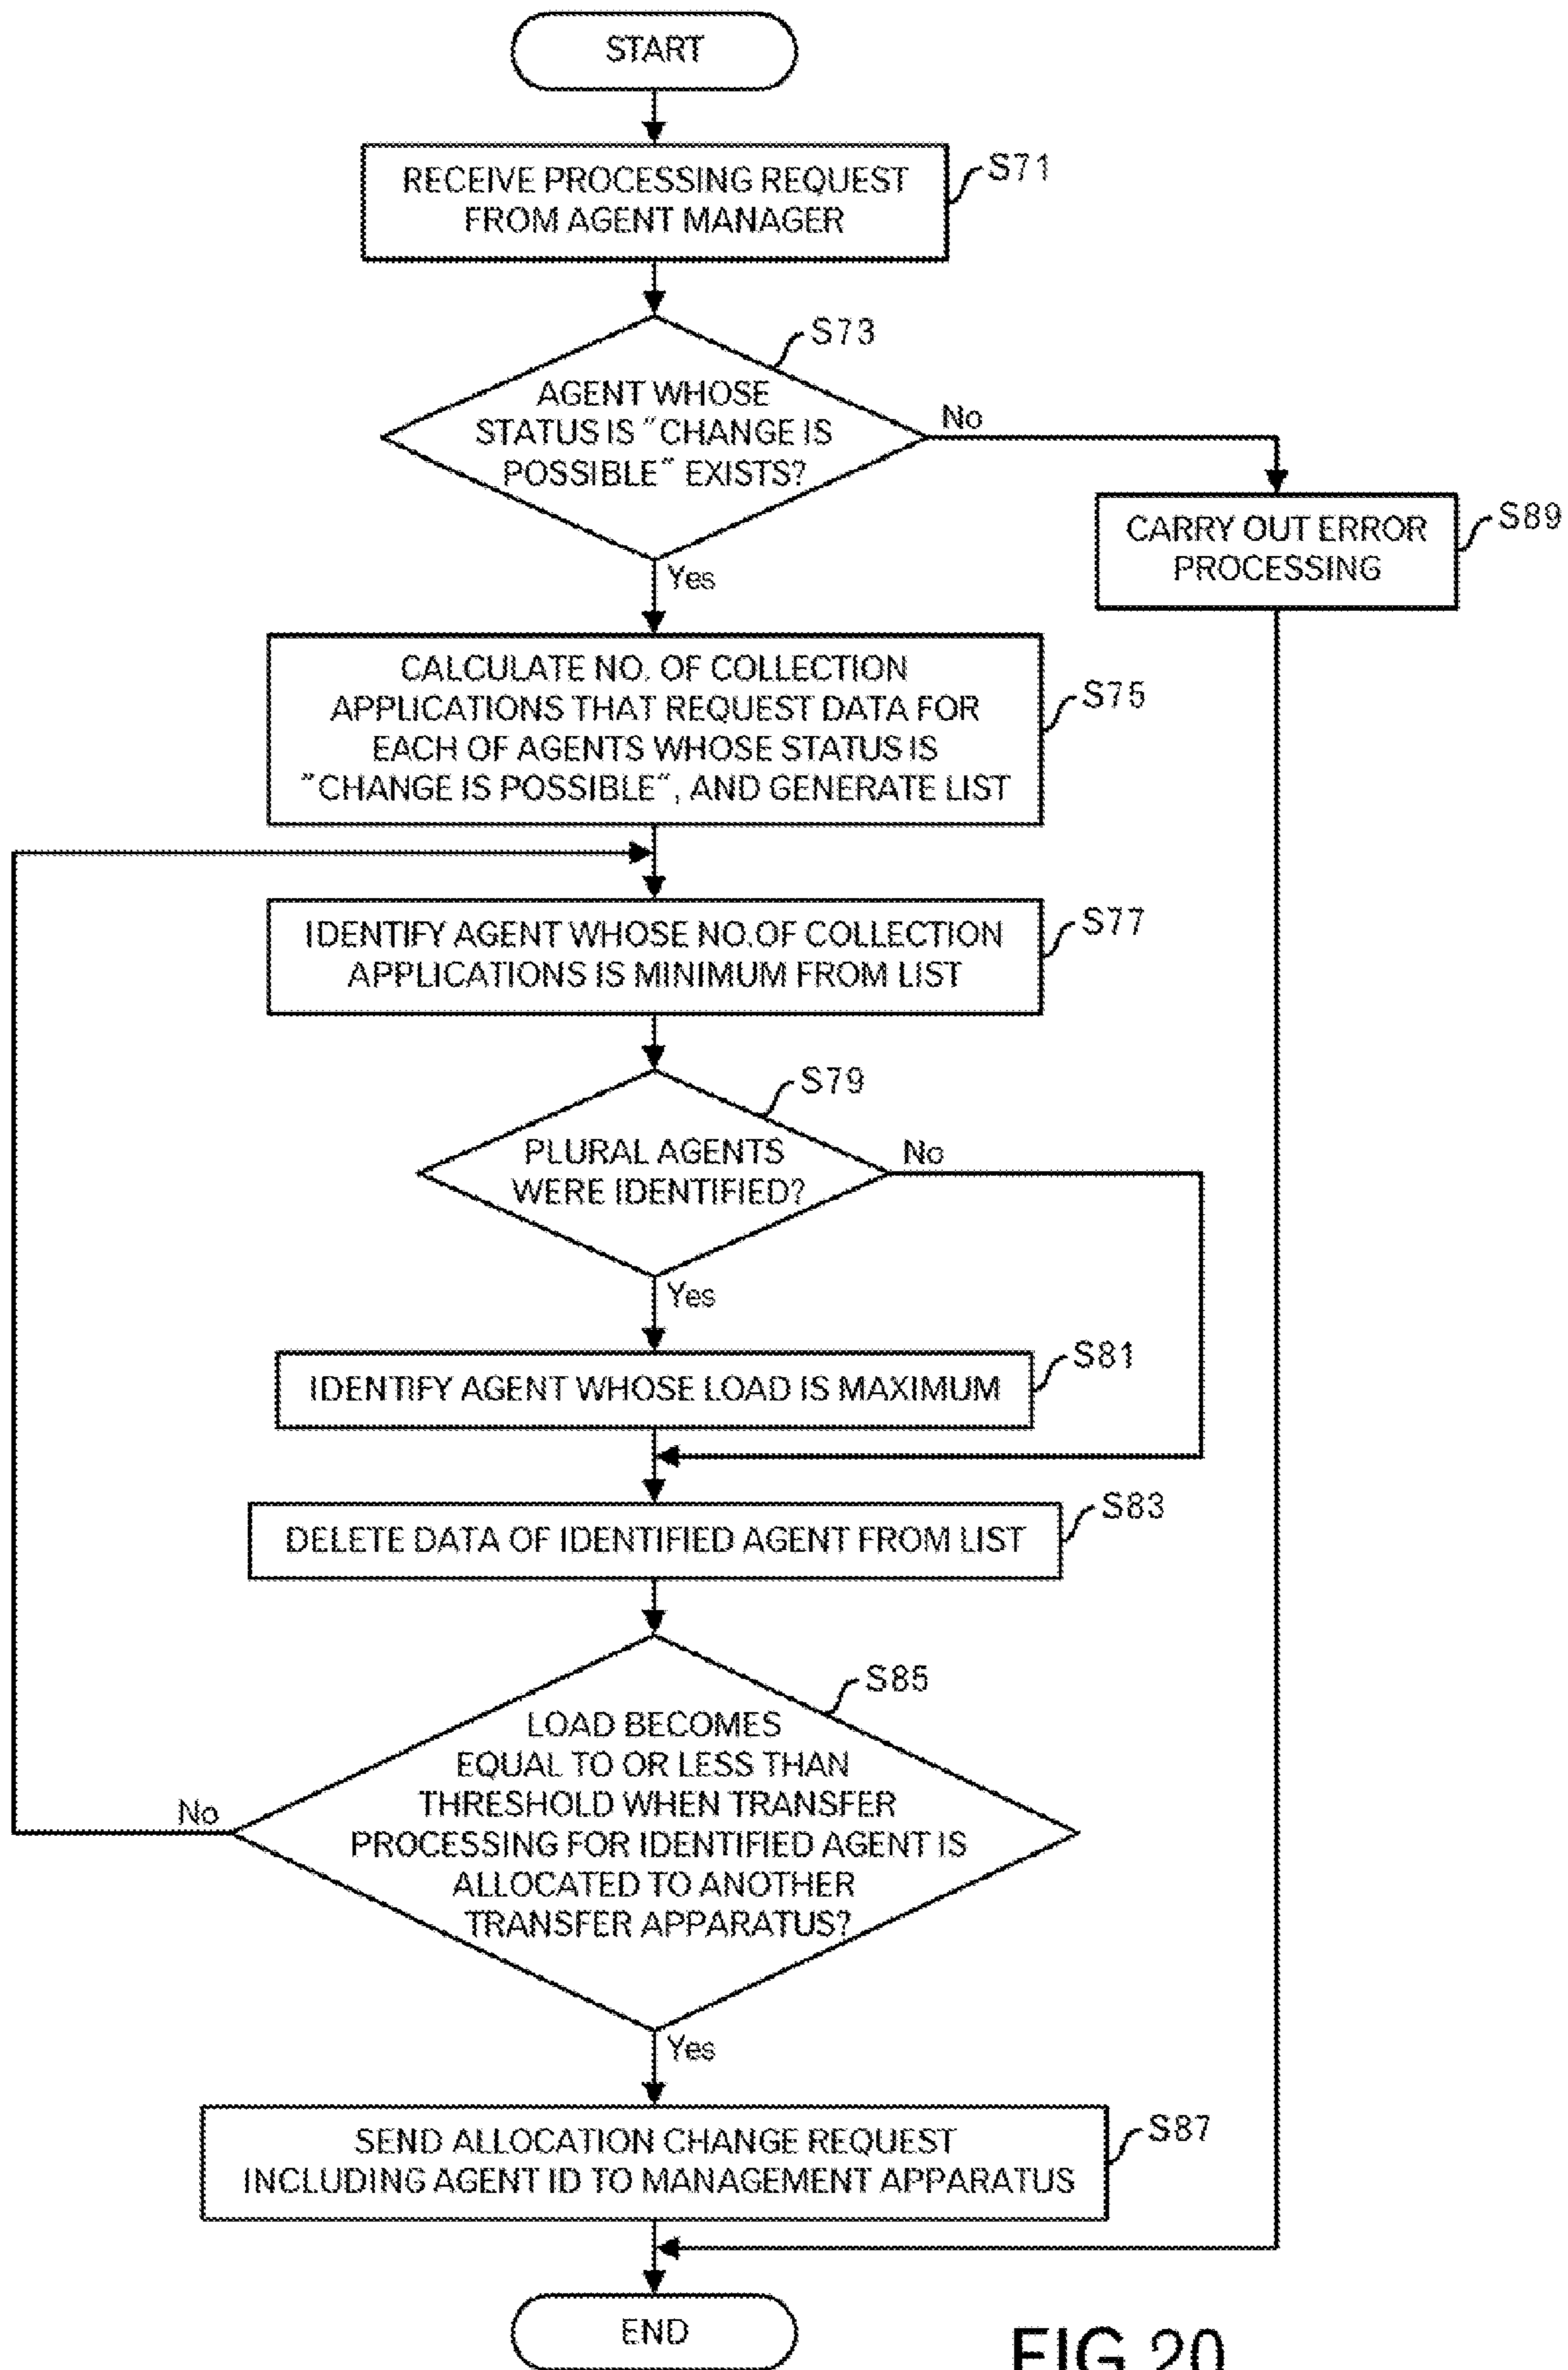 START
RECEIVE PROCESSING REQUEST
FROM AGENT MANAGER
S71
AGENT WHOSE
STATUS IS "CHANGE IS
POSSIBLE" EXISTS?
S73
No
Yes
CARRY OUT ERROR
PROCESSING
S89
CALCULATE NO. OF COLLECTION
APPLICATIONS THAT REQUEST DATA FOR
EACH OF AGENTS WHOSE STATUS IS
"CHANGE IS POSSIBLE", AND GENERATE LIST
S75
IDENTIFY AGENT WHOSE NO.OF COLLECTION
APPLICATIONS IS MINIMUM FROM LIST
S77
PLURAL AGENTS
WERE IDENTIFIED?
S79
No
Yes
IDENTIFY AGENT WHOSE LOAD IS MAXIMUM
S81
DELETE DATA OF IDENTIFIED AGENT FROM LIST
S83
LOAD BECOMES
EQUAL TO OR LESS THAN
THRESHOLD WHEN TRANSFER
PROCESSING FOR IDENTIFIED AGENT IS
ALLOCATED TO ANOTHER
TRANSFER APPARATUS?
S85
No
Yes
SEND ALLOCATION CHANGE REQUEST
INCLUDING AGENT ID TO MANAGEMENT APPARATUS
S87
END
FIG.20